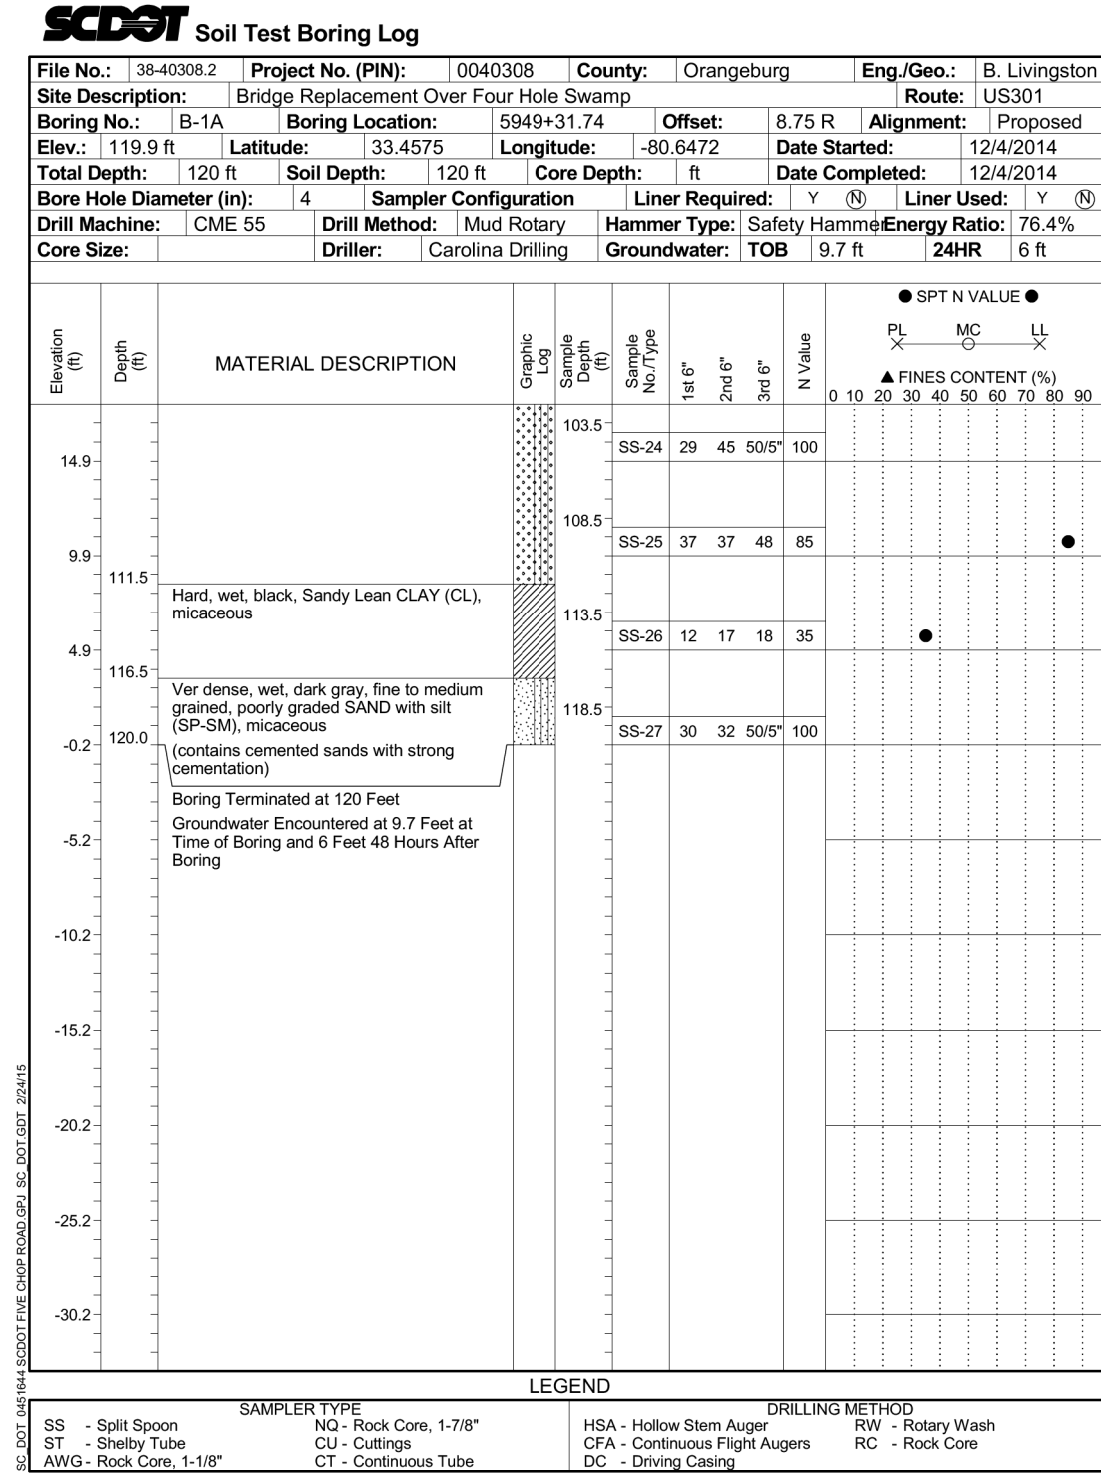 SCDOT Soil Test Boring Log
File No.: 38-40308.2 Project No. (PIN): 0040308 County: Orangeburg Eng./Geo.: B. Livingston
Site Description: Bridge Replacement Over Four Hole Swamp Route: US301
Boring No.: B-1A Boring Location: 5949+31.74 Offset: 8.75 R Alignment: Proposed
Elev.: 119.9 ft Latitude: 33.4575 Longitude: -80.6472 Date Started: 12/4/2014
Total Depth: 120 ft Soil Depth: 120 ft Core Depth: ft Date Completed: 12/4/2014
Bore Hole Diameter (in): 4 Sampler Configuration Liner Required: Y N Liner Used: Y N
Drill Machine: CME 55 Drill Method: Mud Rotary Hammer Type: Safety Hammer Energy Ratio: 76.4%
Core Size: Driller: Carolina Drilling Groundwater: TOB 9.7 ft 24HR 6 ft
Elevation (ft)
Depth (ft)
MATERIAL DESCRIPTION
Graphic Log
Sample Depth (ft)
Sample No./Type
1st 6"
2nd 6"
3rd 6"
N Value
● SPT N VALUE ●
PL MC LL
▲ FINES CONTENT (%)
0 10 20 30 40 50 60 70 80 90
103.5
SS-24 29 45 50/5" 100
14.9
108.5
SS-25 37 37 48 85
9.9
111.5
Hard, wet, black, Sandy Lean CLAY (CL),
micaceous
113.5
SS-26 12 17 18 35
4.9
116.5
Ver dense, wet, dark gray, fine to medium
grained, poorly graded SAND with silt
(SP-SM), micaceous
118.5
SS-27 30 32 50/5" 100
120.0
-0.2
(contains cemented sands with strong
cementation)
Boring Terminated at 120 Feet
Groundwater Encountered at 9.7 Feet at
Time of Boring and 6 Feet 48 Hours After
Boring
-5.2
-10.2
-15.2
-20.2
-25.2
-30.2
SC_DOT 0451644 SCDOT FIVE CHOP ROAD.GPJ SC_DOT.GDT 2/24/15
LEGEND
SAMPLER TYPE
SS - Split Spoon NQ - Rock Core, 1-7/8"
ST - Shelby Tube CU - Cuttings
AWG - Rock Core, 1-1/8" CT - Continuous Tube
DRILLING METHOD
HSA - Hollow Stem Auger RW - Rotary Wash
CFA - Continuous Flight Augers RC - Rock Core
DC - Driving Casing